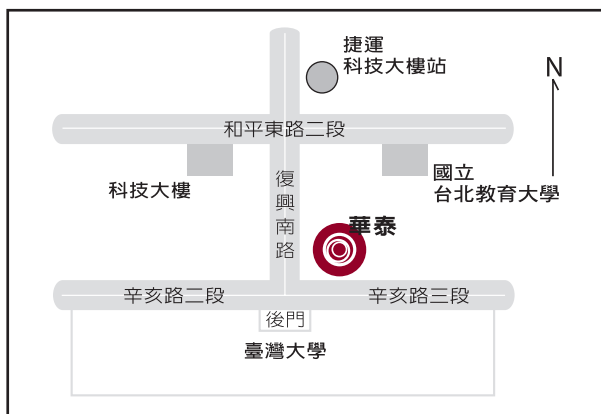 捷運
科技大樓站
N
和平東路二段
國立
台北教育大學
科技大樓
復興南路
華泰
辛亥路二段
辛亥路三段
後門
臺灣大學